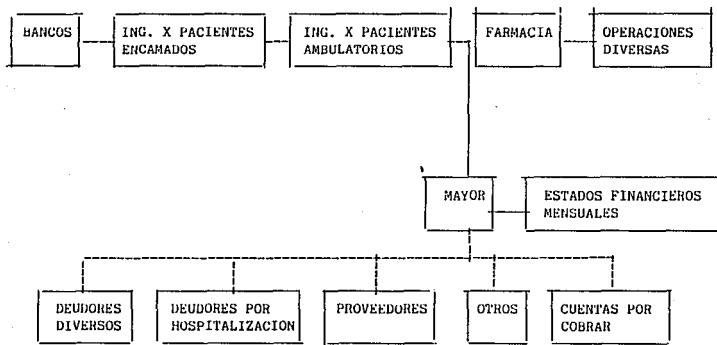 BANCOS
ING. X PACIENTES
ENCAMADOS
ING. X PACIENTES
AMBULATORIOS
FARMACIA
OPERACIONES
DIVERSAS
MAYOR
ESTADOS FINANCIEROS
MENSUALES
DEUDORES
DIVERSOS
DEUDORES POR
HOSPITALIZACION
PROVEEDORES
OTROS
CUENTAS POR
COBRAR